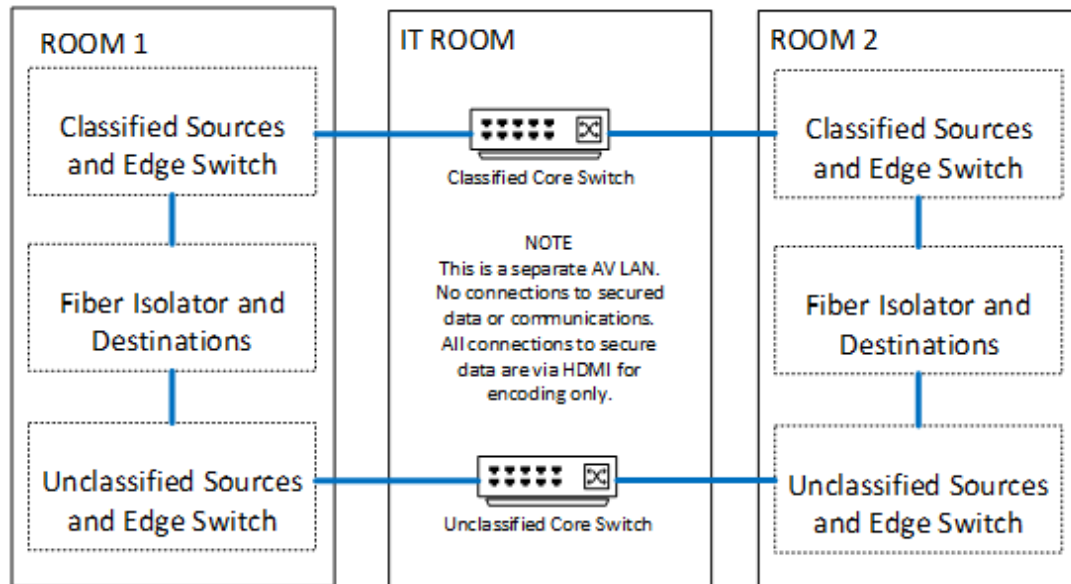 ROOM 1
Classified Sources
and Edge Switch
Fiber Isolator and
Destinations
Unclassified Sources
and Edge Switch
IT ROOM
Classified Core Switch
NOTE
This is a separate AV LAN.
No connections to secured
data or communications.
All connections to secure
data are via HDMI for
encoding only.
Unclassified Core Switch
ROOM 2
Classified Sources
and Edge Switch
Fiber Isolator and
Destinations
Unclassified Sources
and Edge Switch